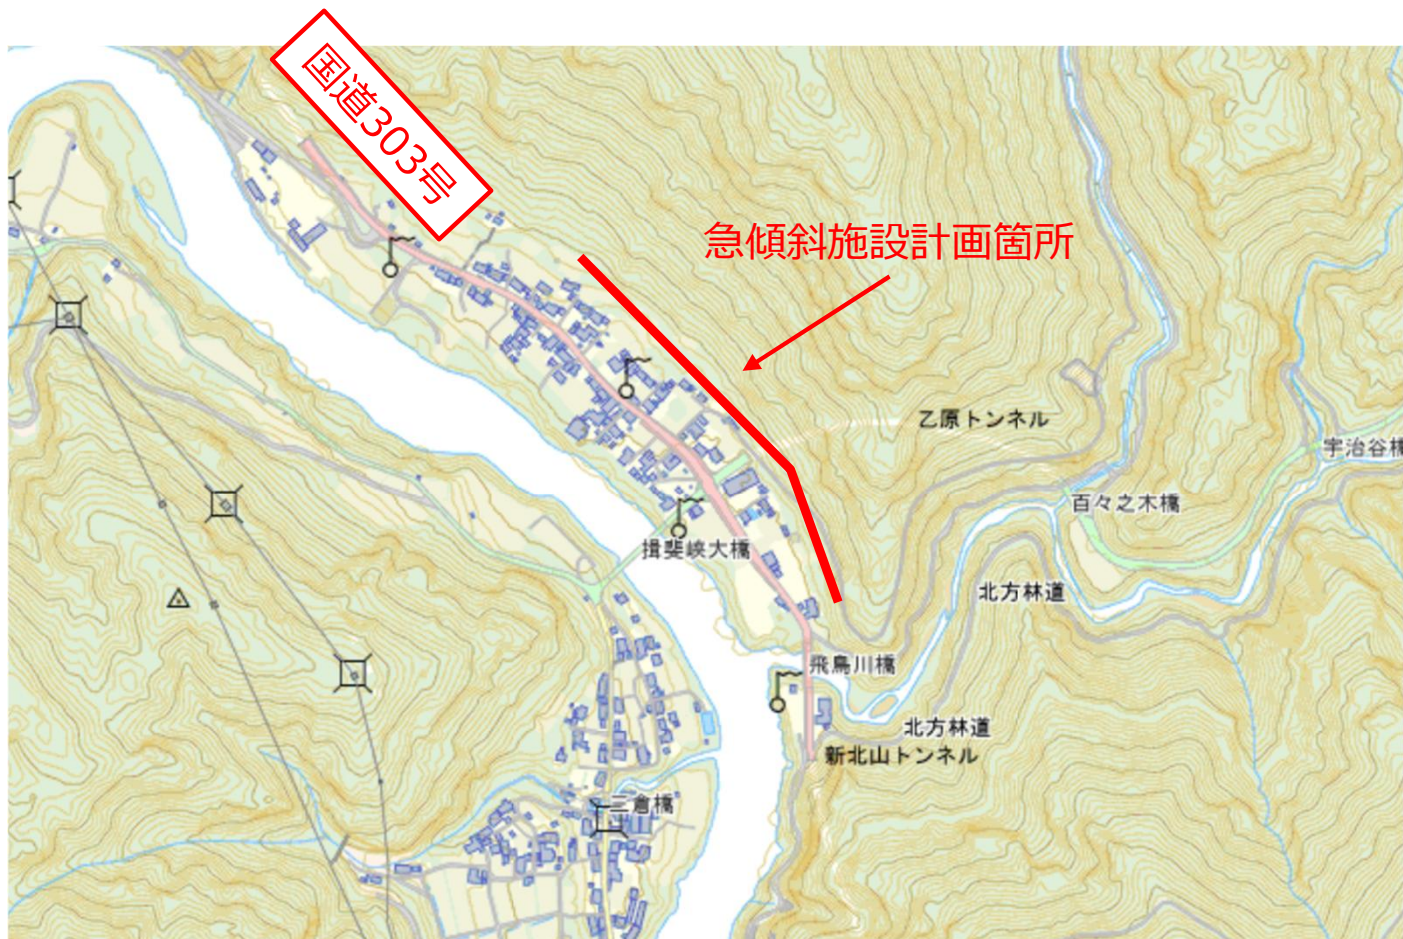 国道303号
急傾斜施設計画箇所
乙原トンネル
宇治谷橋
百々之木橋
揖斐峡大橋
北方林道
飛鳥川橋
北方林道
新北山トンネル
三倉橋